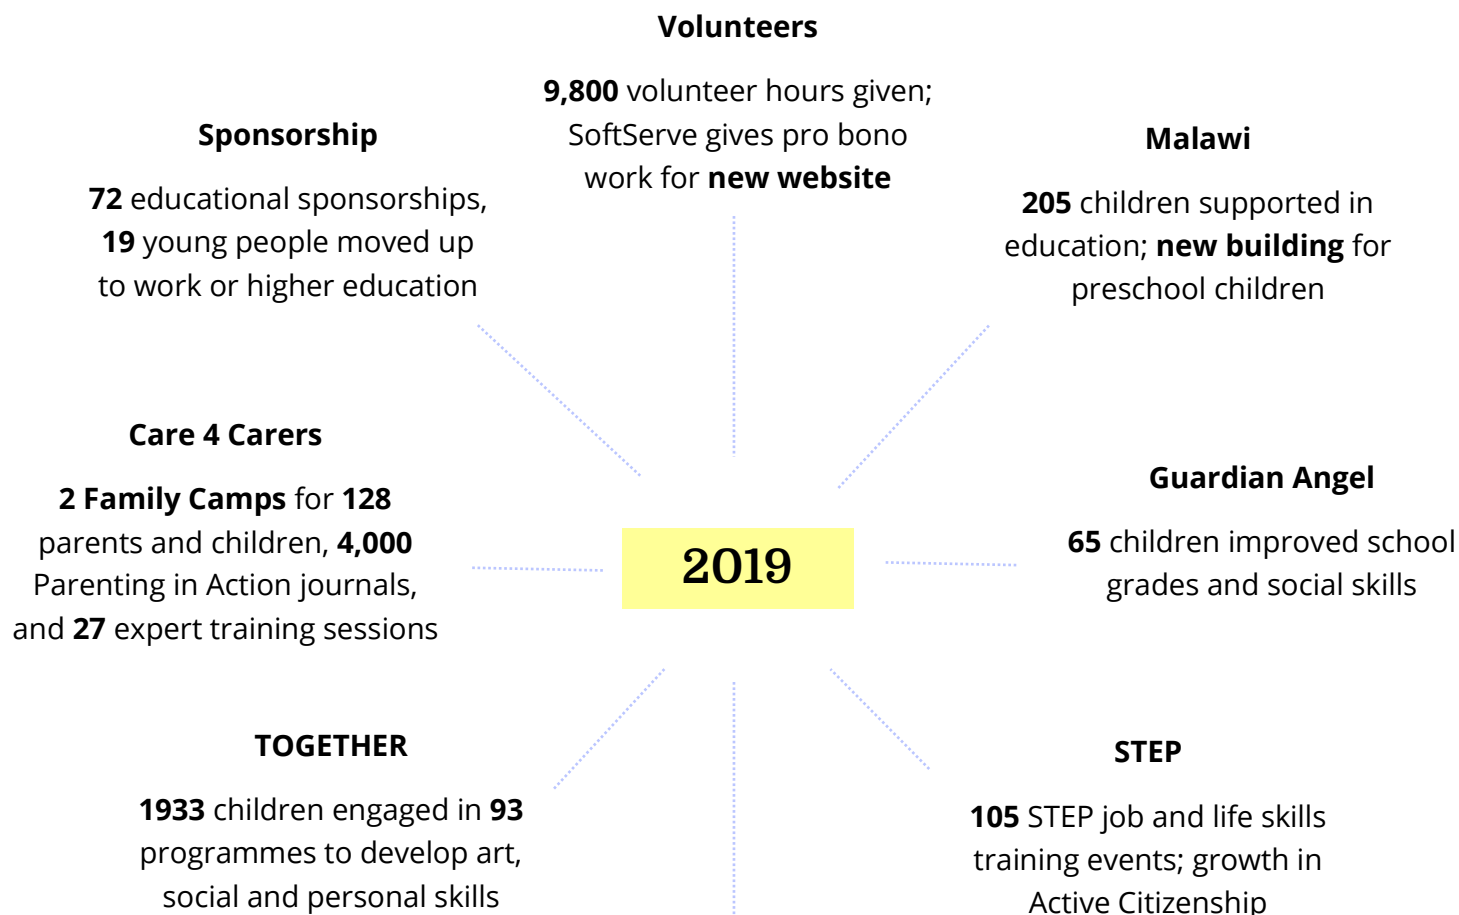 Volunteers
9,800 volunteer hours given;
SoftServe gives pro bono
work for new website
Sponsorship
72 educational sponsorships,
19 young people moved up
to work or higher education
Malawi
205 children supported in
education; new building for
preschool children
Care 4 Carers
2 Family Camps for 128
parents and children, 4,000
Parenting in Action journals,
and 27 expert training sessions
2019
Guardian Angel
65 children improved school
grades and social skills
TOGETHER
1933 children engaged in 93
programmes to develop art,
social and personal skills
STEP
105 STEP job and life skills
training events; growth in
Active Citizenship